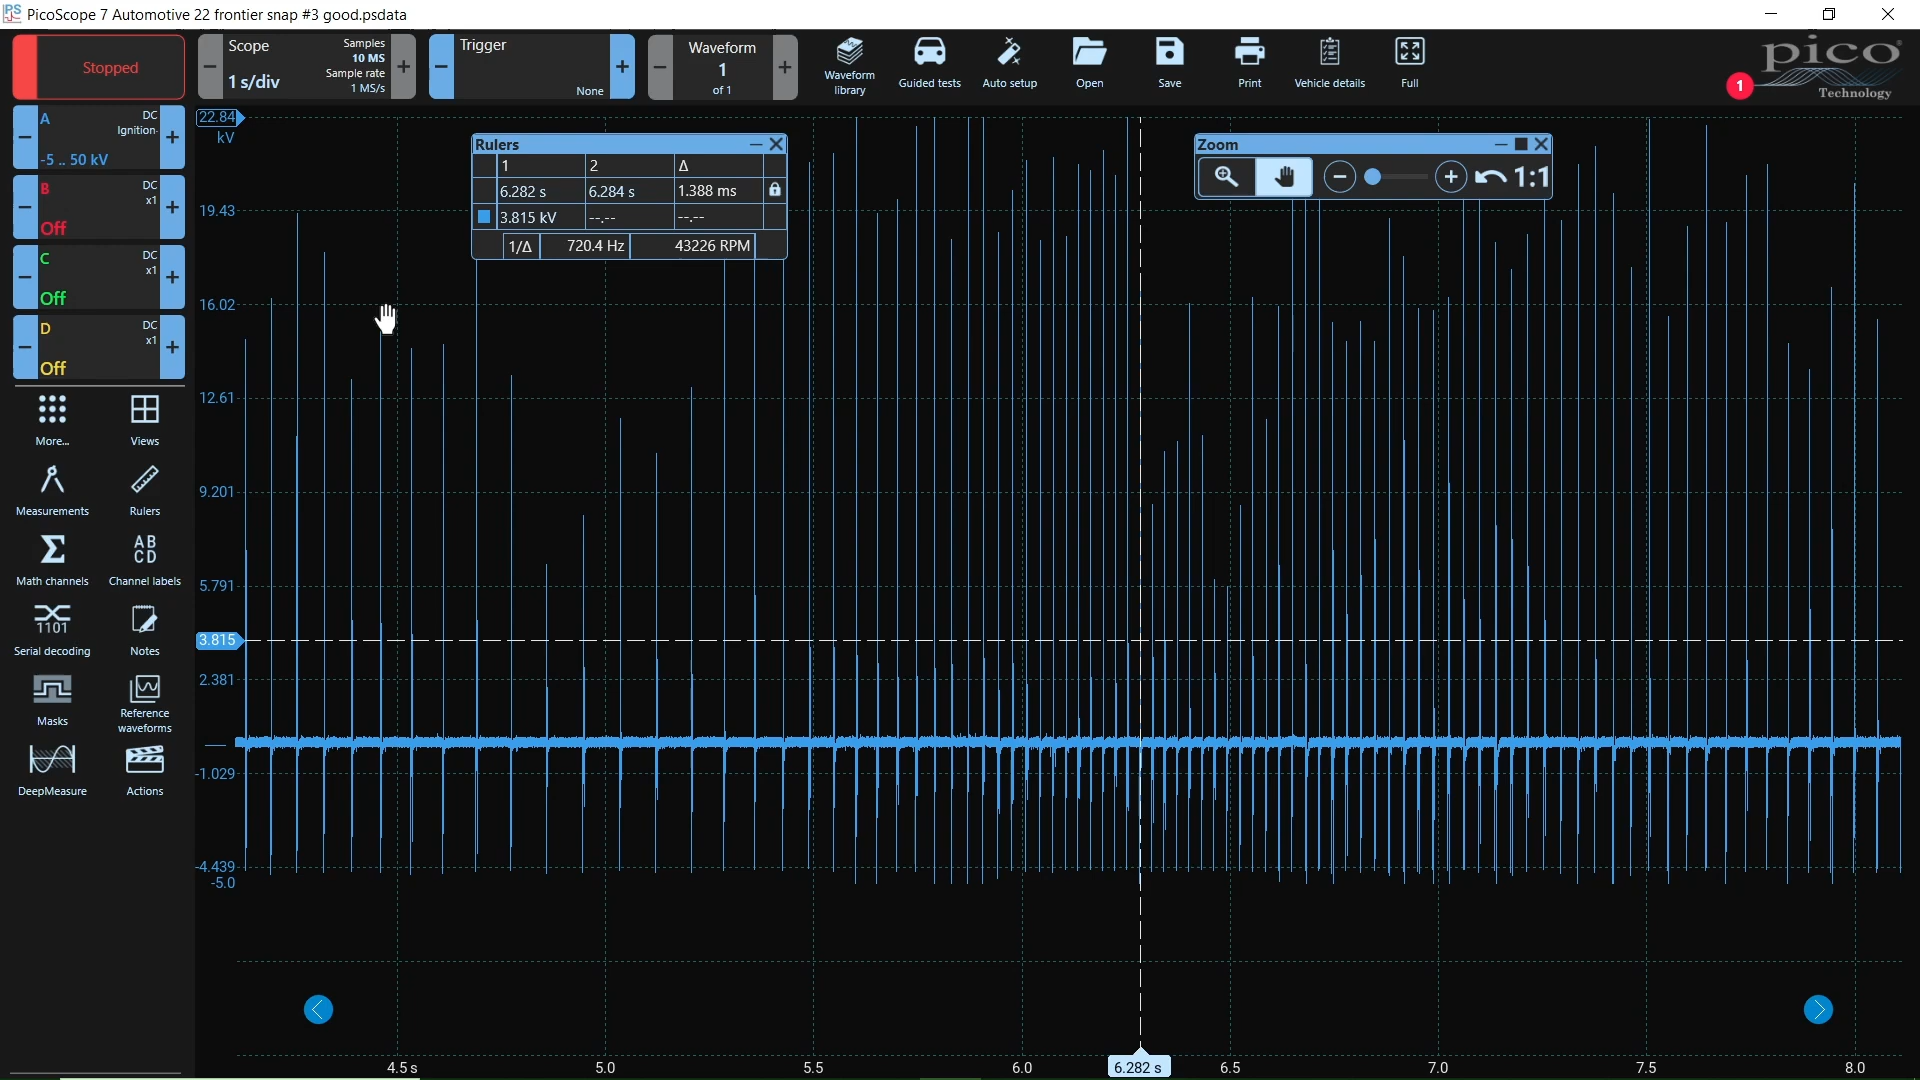 PicoScope 7 Automotive 22 frontier snap #3 good.psdata
Stopped
Scope
1 s/div
Samples
10 MS
Sample rate
1 MS/s
Trigger
None
Waveform
1
of 1
Waveform
library
Guided tests
Auto setup
Open
Save
Print
Vehicle details
Full
1
pico
Technology
A
DC
Ignition
-5 .. 50 kV
B
DC
x1
Off
C
DC
x1
Off
D
DC
x1
Off
More...
Views
Measurements
Rulers
Math channels
AB
CD
Channel labels
1101
Serial decoding
Notes
Masks
Reference
waveforms
DeepMeasure
Actions
22.84
kV
19.43
16.02
12.61
9.201
5.791
3.815
2.381
-1.029
-4.439
-5.0
Rulers
1 2 Δ
6.282 s 6.284 s 1.388 ms
3.815 kV --.-- --.--
1/Δ 720.4 Hz 43226 RPM
Zoom
1:1
4.5 s 5.0 5.5 6.0 6.282 s 6.5 7.0 7.5 8.0